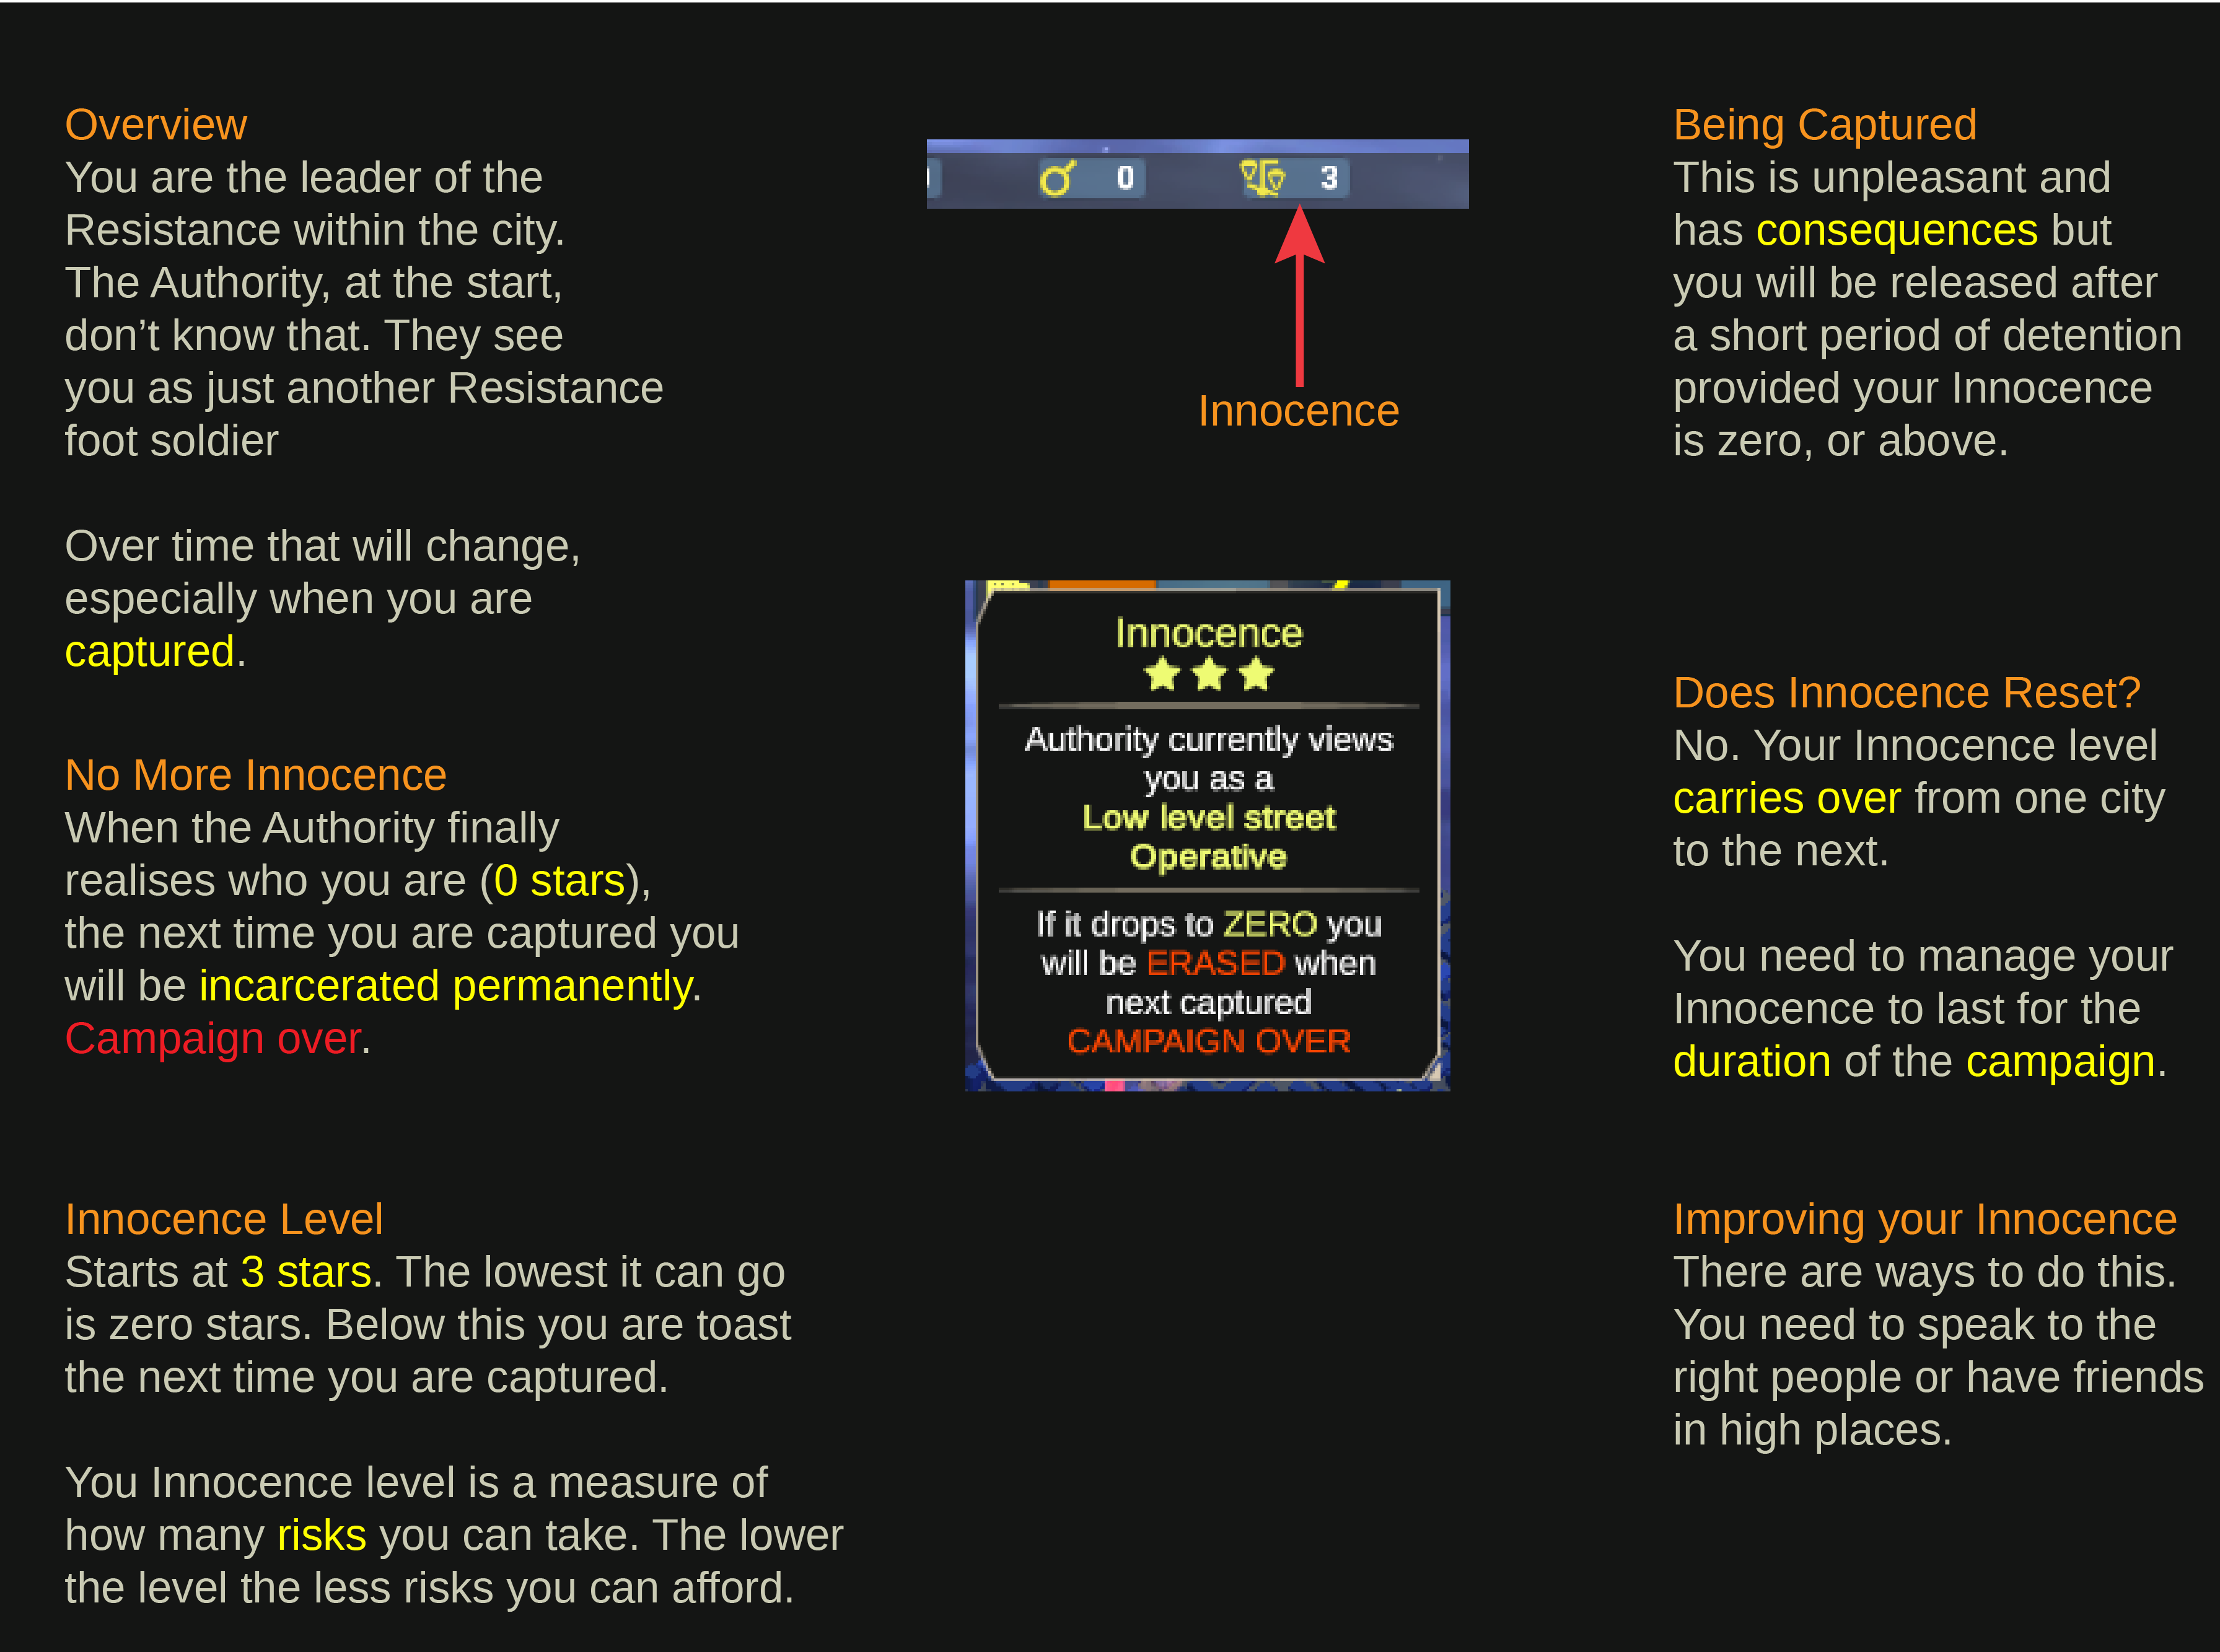 Overview
You are the leader of the
Resistance within the city.
The Authority, at the start,
don’t know that. They see
you as just another Resistance
foot soldier
Over time that will change,
especially when you are
captured.
No More Innocence
When the Authority finally
realises who you are (0 stars),
the next time you are captured you
will be incarcerated permanently.
Campaign over.
Innocence Level
Starts at 3 stars. The lowest it can go
is zero stars. Below this you are toast
the next time you are captured.
You Innocence level is a measure of
how many risks you can take. The lower
the level the less risks you can afford.
0 3
Innocence
Innocence
Authority currently views
you as a
Low level street
Operative
If it drops to ZERO you
will be ERASED when
next captured
CAMPAIGN OVER
Being Captured
This is unpleasant and
has consequences but
you will be released after
a short period of detention
provided your Innocence
is zero, or above.
Does Innocence Reset?
No. Your Innocence level
carries over from one city
to the next.
You need to manage your
Innocence to last for the
duration of the campaign.
Improving your Innocence
There are ways to do this.
You need to speak to the
right people or have friends
in high places.